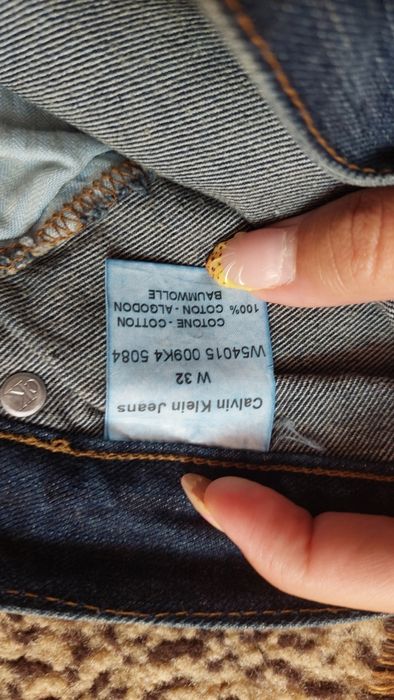 Calvin Klein Jeans
W 32
W54015 009K4 5084
COTONE - COTTON
100% COTON - ALGODON
BAUMWOLLE